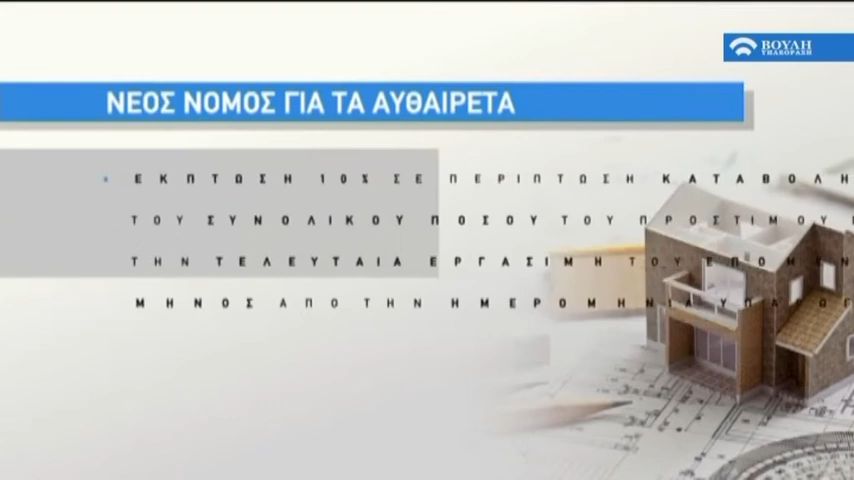 ΒΟΥΛΗ
ΤΗΛΕΟΡΑΣΗ
ΝΕΟΣ ΝΟΜΟΣ ΓΙΑ ΤΑ ΑΥΘΑΙΡΕΤΑ
• ΕΚΠΤΩΣΗ 10% ΣΕ ΠΕΡΙΠΤΩΣΗ ΚΑΤΑΒΟΛΗ
ΤΟΥ ΣΥΝΟΛΙΚΟΥ ΠΟΣΟΥ ΤΟΥ ΠΡΟΣΤΙΜΟΥ
ΤΗΝ ΤΕΛΕΥΤΑΙΑ ΕΡΓΑΣΙΜΗ ΤΟΥ ΕΠΟΜΕΝ
ΜΗΝΟΣ ΑΠΟ ΤΗΝ ΗΜΕΡΟΜΗΝΙΑ